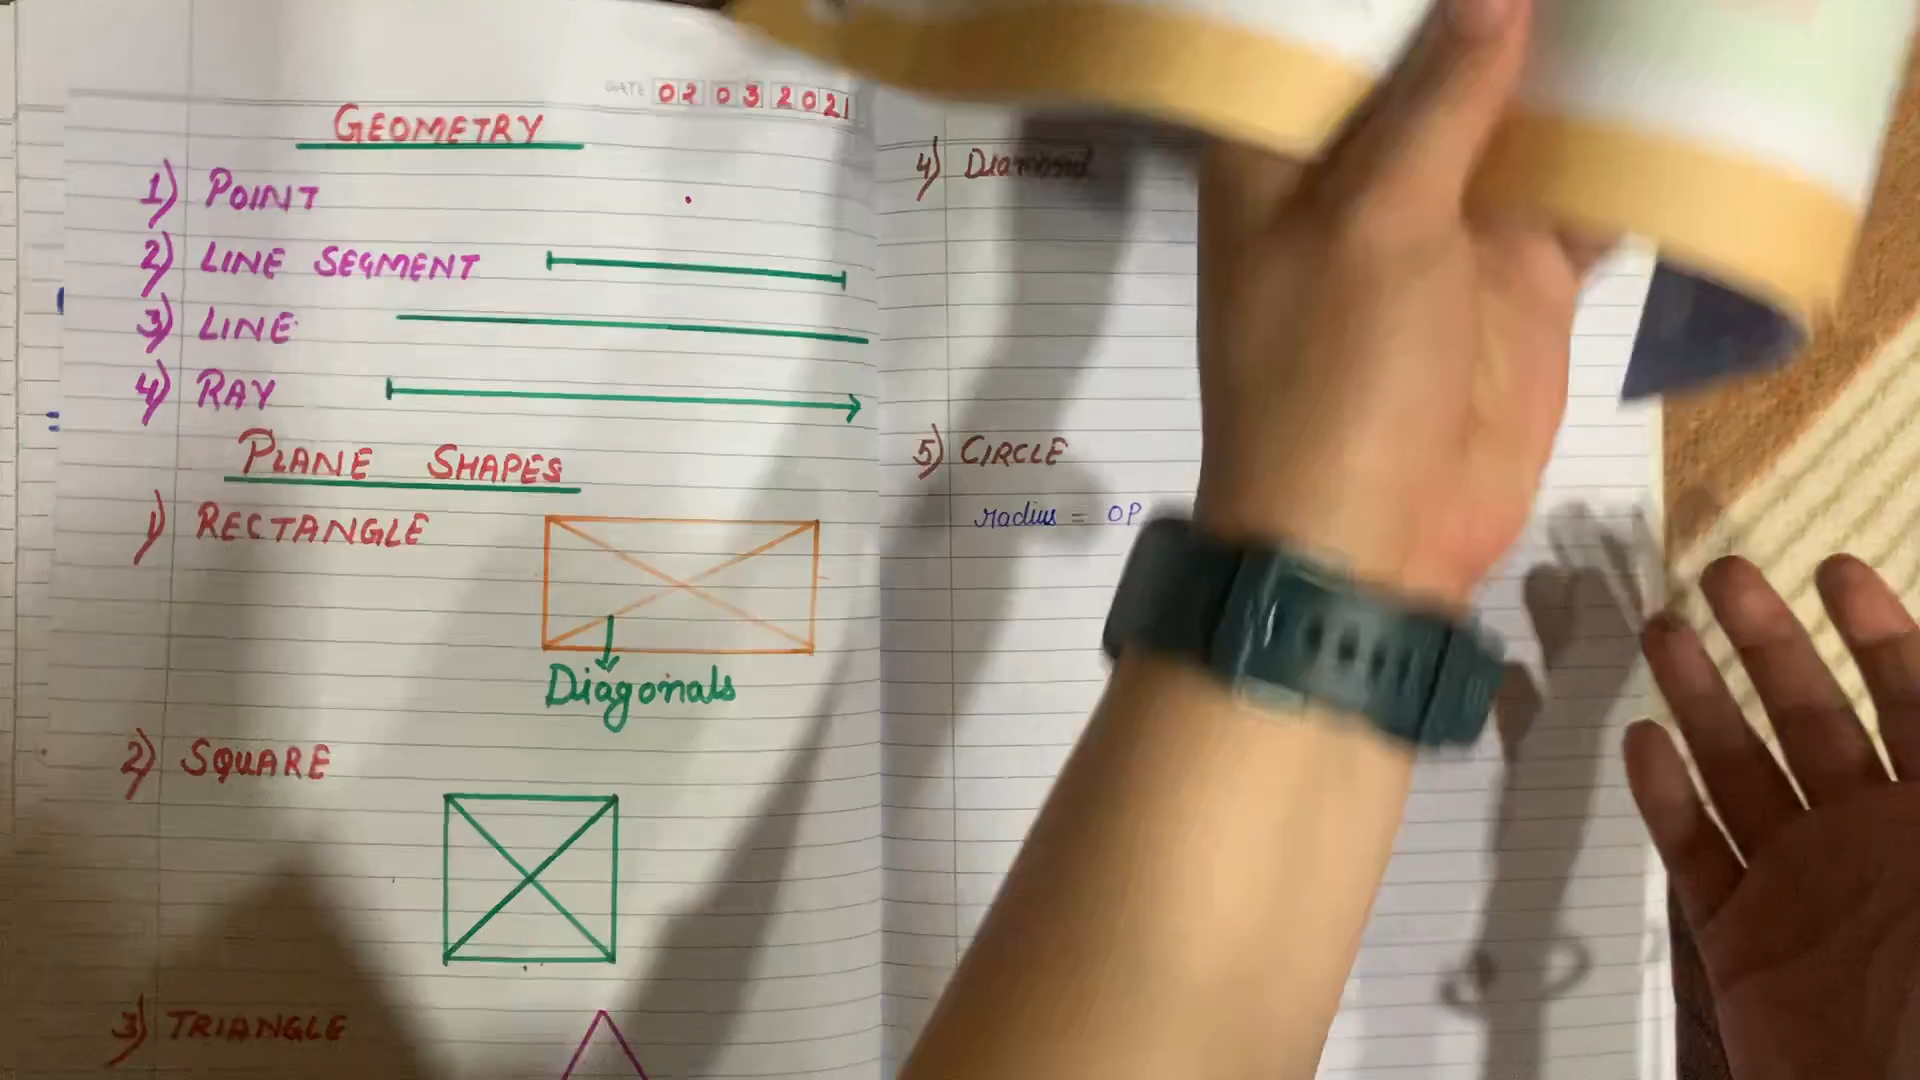 DATE 02 03 2021
GEOMETRY
1) POINT
2) LINE SEGMENT
3) LINE
4) RAY
PLANE SHAPES
1) RECTANGLE
Diagonals
2) SQUARE
3) TRIANGLE
4) Diamond
5) CIRCLE
radius = OP